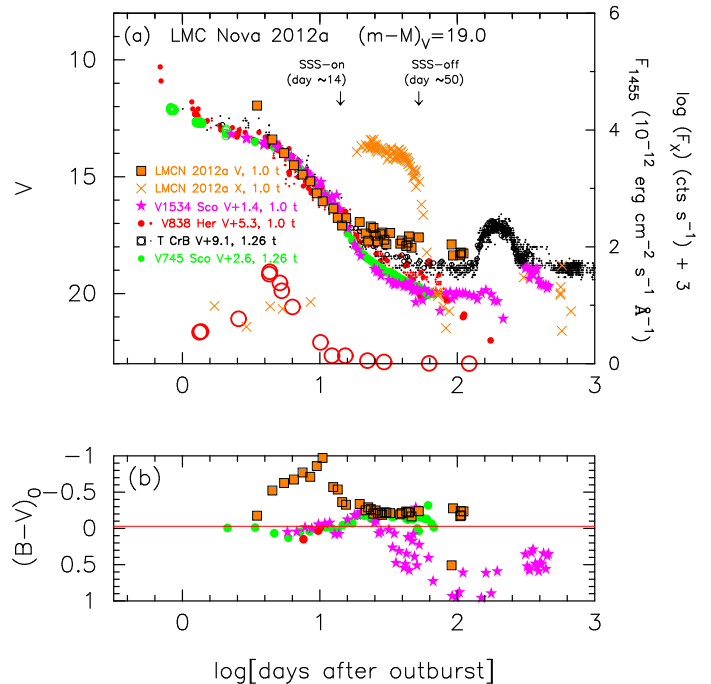 (a) LMC Nova 2012a (m−M)V=19.0
SSS−on
(day ~14)
SSS−off
(day ~50)
LMCN 2012a V, 1.0 t
LMCN 2012a X, 1.0 t
V1534 Sco V+1.4, 1.0 t
V838 Her V+5.3, 1.0 t
T CrB V+9.1, 1.26 t
V745 Sco V+2.6, 1.26 t
V
10
15
20
0
1
2
3
6
4
2
0
F1455 (10−12 erg cm−2 s−1 Å−1)
log (FX) (cts s−1) + 3
(b)
(B−V)0
−1
−0.5
0
0.5
1
0
1
2
3
log[days after outburst]